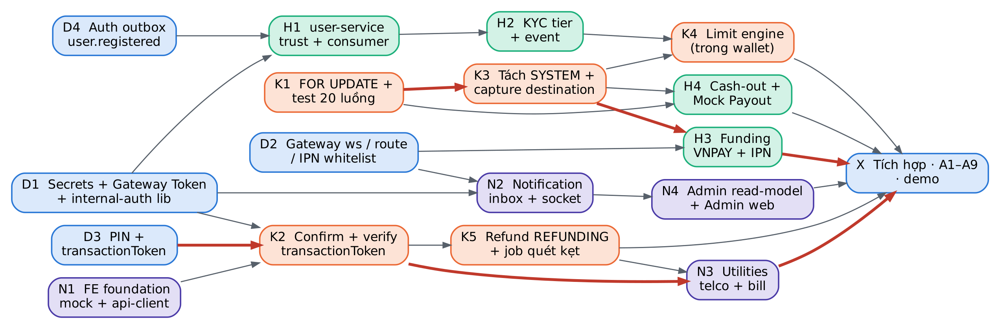 D4  Auth outbox
user.registered
H1  user-service
trust + consumer
H2  KYC tier
+ event
K4  Limit engine
(trong wallet)
K1  FOR UPDATE +
test 20 luồng
K3  Tách SYSTEM +
capture destination
H4  Cash-out +
Mock Payout
D2  Gateway ws / route
/ IPN whitelist
H3  Funding
VNPAY + IPN
X  Tích hợp · A1–A9
· demo
D1  Secrets + Gateway Token
+ internal-auth lib
N2  Notification
inbox + socket
N4  Admin read-model
+ Admin web
D3  PIN +
transactionToken
K2  Confirm + verify
transactionToken
K5  Refund REFUNDING
+ job quét kẹt
N1  FE foundation
mock + api-client
N3  Utilities
telco + bill